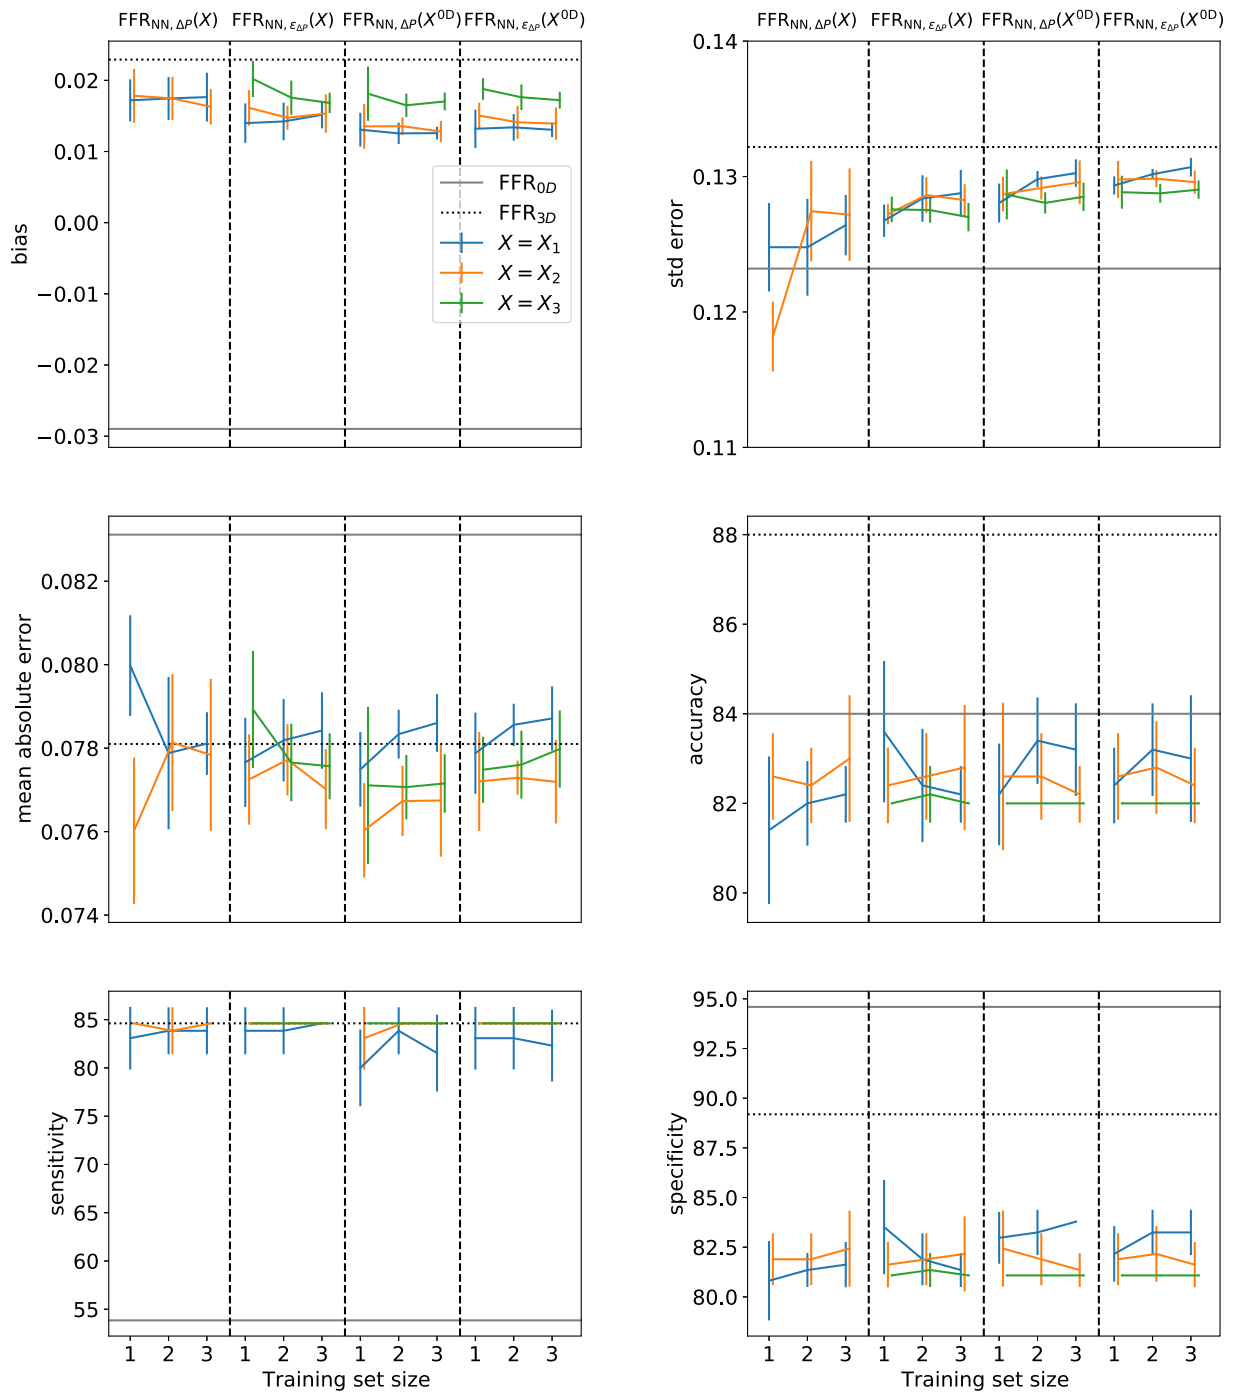 FFR_NN, ΔP(X) FFR_NN, ε_ΔP(X) FFR_NN, ΔP(X^0D) FFR_NN, ε_ΔP(X^0D)
0.02
0.01
0.00
−0.01
−0.02
−0.03
bias
FFR_0D
FFR_3D
X = X_1
X = X_2
X = X_3
FFR_NN, ΔP(X) FFR_NN, ε_ΔP(X) FFR_NN, ΔP(X^0D) FFR_NN, ε_ΔP(X^0D)
0.14
0.13
0.12
0.11
std error
0.082
0.080
0.078
0.076
0.074
mean absolute error
88
86
84
82
80
accuracy
85
80
75
70
65
60
55
sensitivity
1 2 3 1 2 3 1 2 3 1 2 3
Training set size
95.0
92.5
90.0
87.5
85.0
82.5
80.0
specificity
1 2 3 1 2 3 1 2 3 1 2 3
Training set size